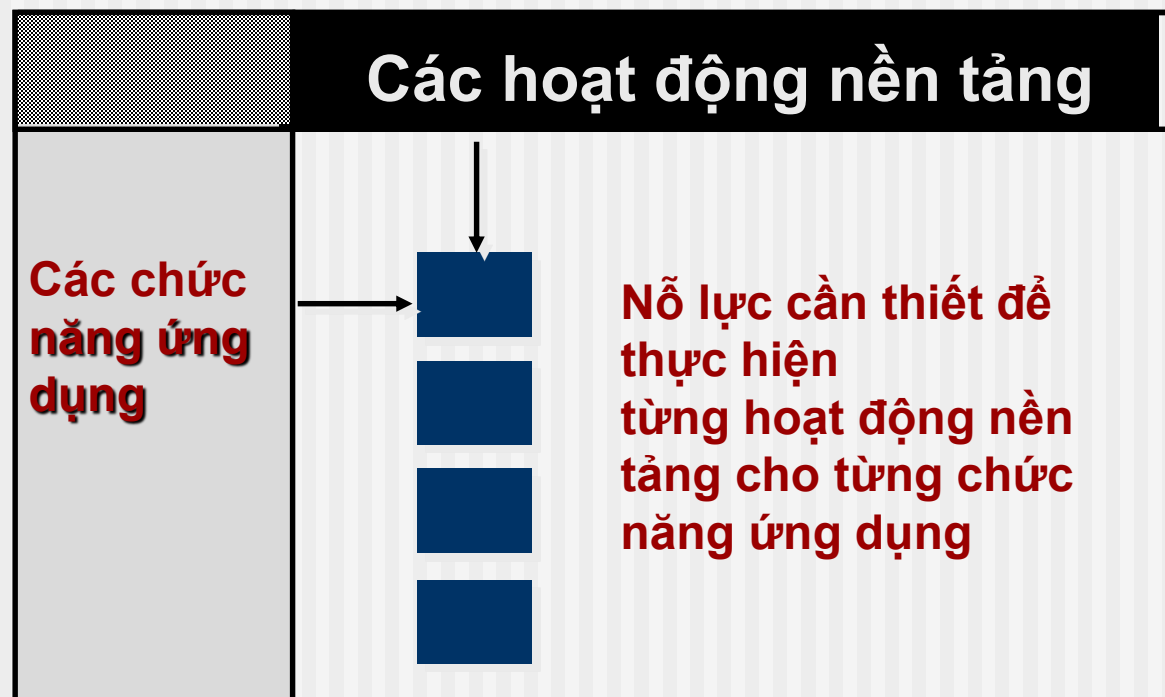 Các hoạt động nền tảng
Các chức
năng ứng
dụng
Nỗ lực cần thiết để
thực hiện
từng hoạt động nền
tảng cho từng chức
năng ứng dụng